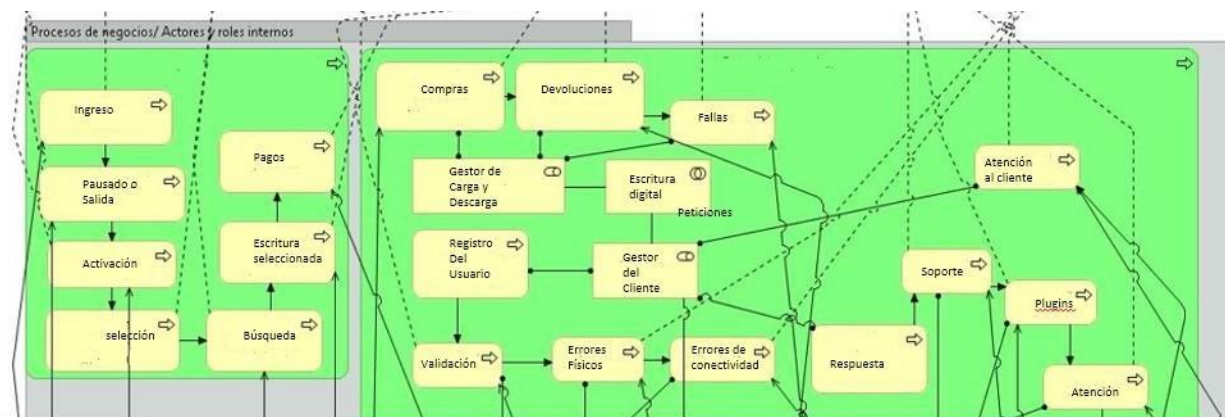 Procesos de negocios/ Actores y roles internos
Ingreso
Pausado o
Salida
Activación
selección
Búsqueda
Escritura
seleccionada
Pagos
Compras
Devoluciones
Fallas
Gestor de
Carga y
Descarga
Escritura
digital
Peticiones
Registro
Del
Usuario
Gestor
del
Cliente
Validación
Errores
Físicos
Errores de
conectividad
Respuesta
Atención
al cliente
Soporte
Plugins
Atención